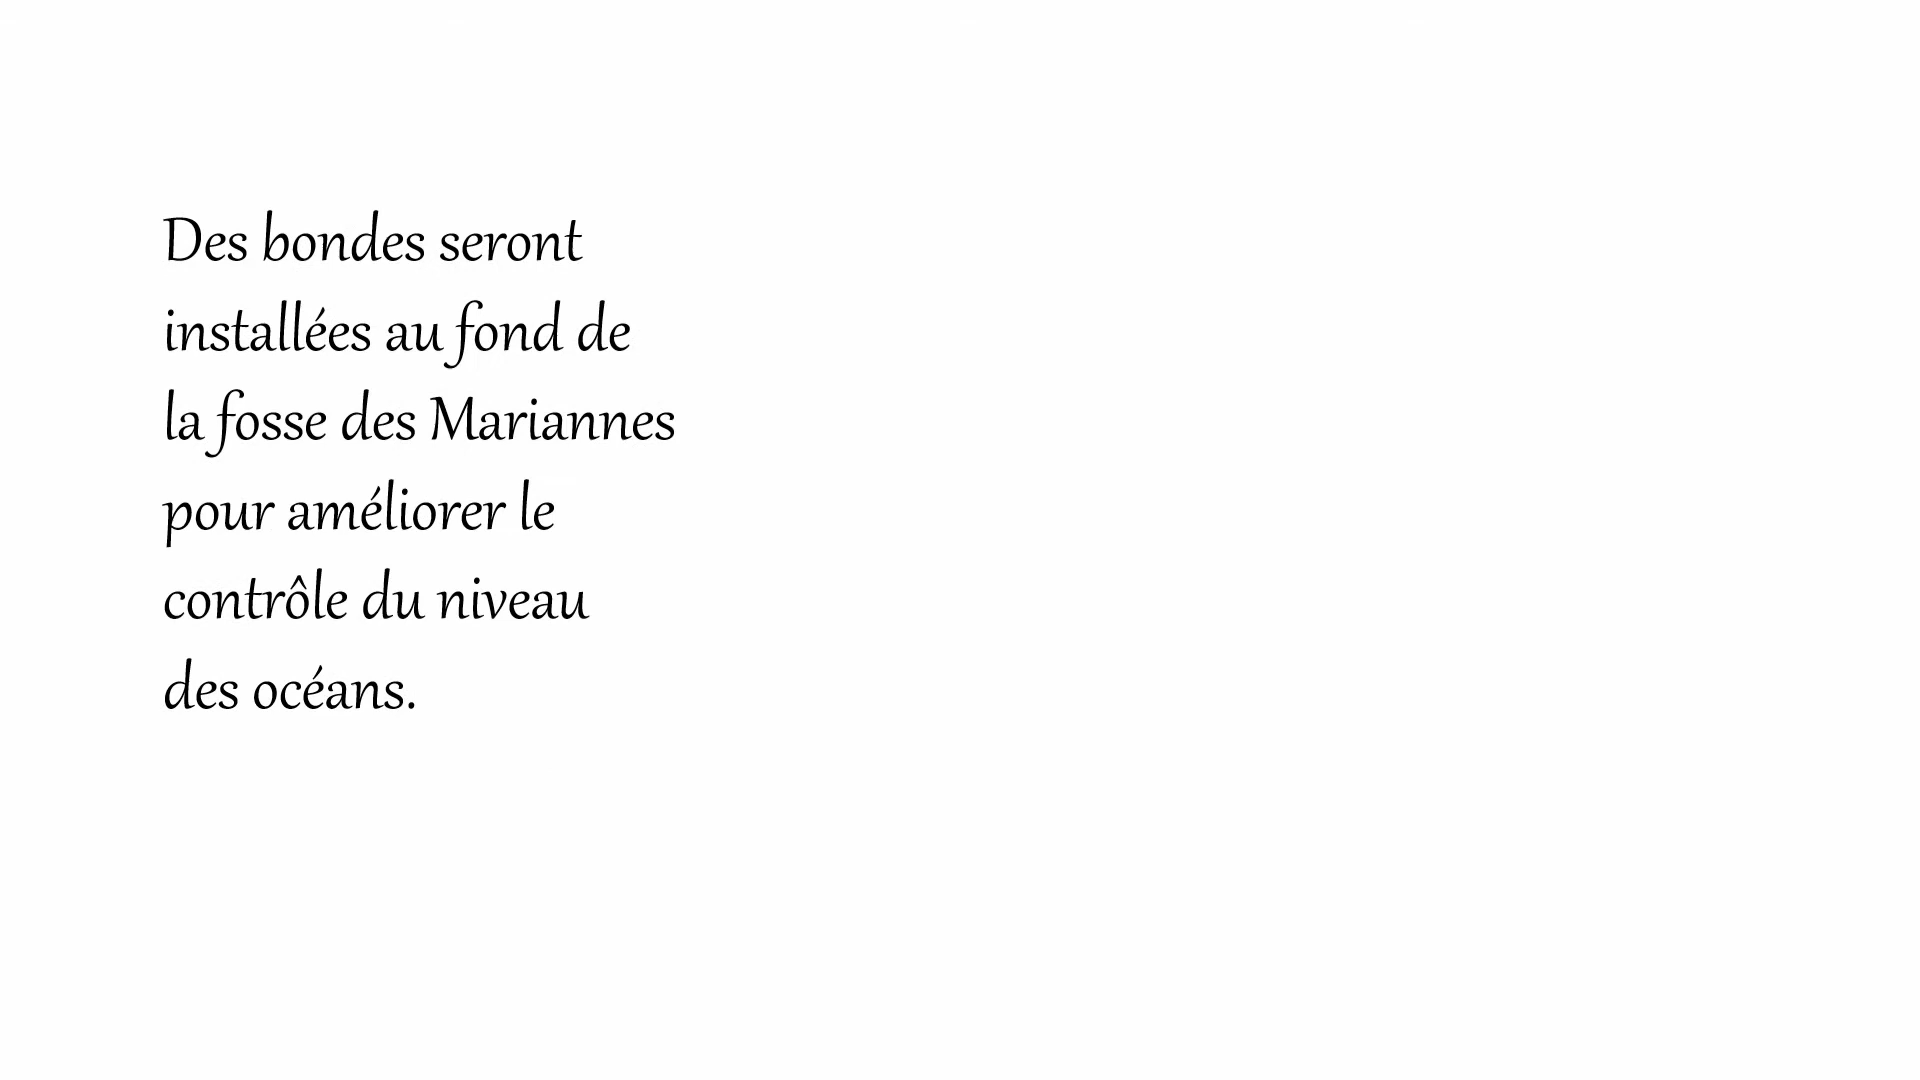 Des bondes seront
installées au fond de
la fosse des Mariannes
pour améliorer le
contrôle du niveau
des océans.